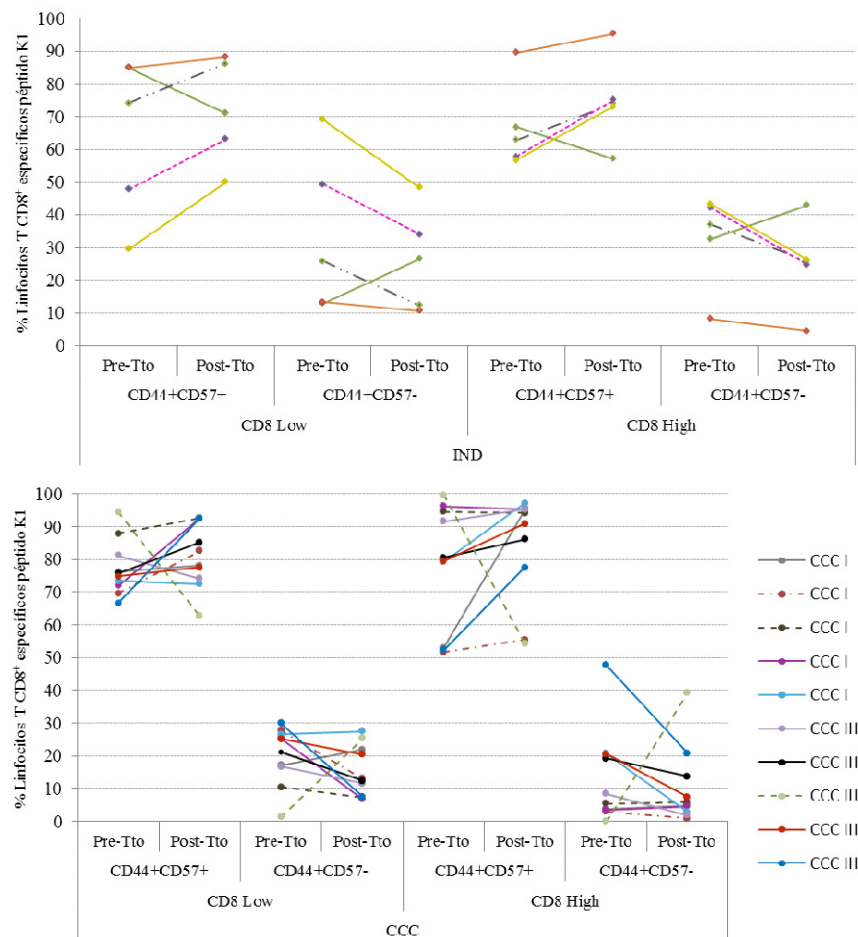 % Linfocitos T CD8+ específicos péptido K1
100
90
80
70
60
50
40
30
20
10
0
Pre-Tto Post-Tto Pre-Tto Post-Tto Pre-Tto Post-Tto Pre-Tto Post-Tto
CD44+CD57+ CD44+CD57- CD44+CD57+ CD44+CD57-
CD8 Low CD8 High
IND
% Linfocitos T CD8+ específicos péptido K1
100
90
80
70
60
50
40
30
20
10
0
Pre-Tto Post-Tto Pre-Tto Post-Tto Pre-Tto Post-Tto Pre-Tto Post-Tto
CD44+CD57+ CD44+CD57- CD44+CD57+ CD44+CD57-
CD8 Low CD8 High
CCC
CCC I
CCC I
CCC I
CCC I
CCC I
CCC III
CCC III
CCC III
CCC III
CCC III